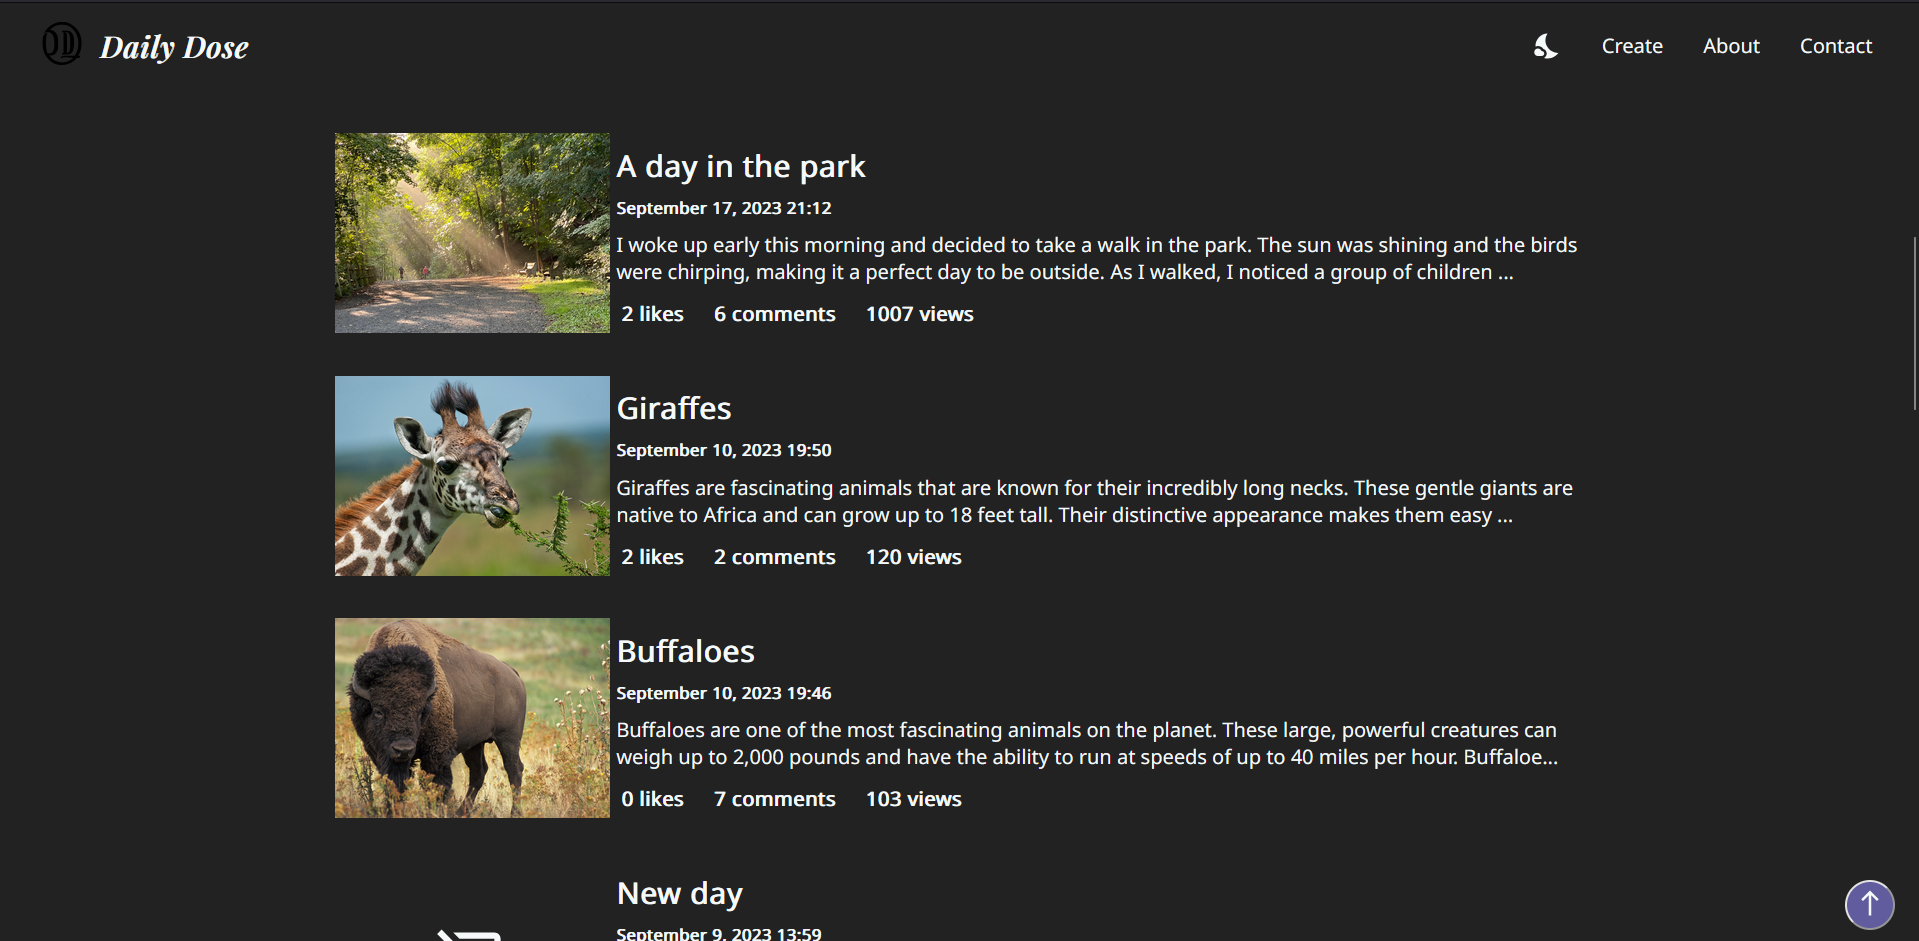 DD Daily Dose
Create About Contact
A day in the park
September 17, 2023 21:12
I woke up early this morning and decided to take a walk in the park. The sun was shining and the birds
were chirping, making it a perfect day to be outside. As I walked, I noticed a group of children ...
2 likes 6 comments 1007 views
Giraffes
September 10, 2023 19:50
Giraffes are fascinating animals that are known for their incredibly long necks. These gentle giants are
native to Africa and can grow up to 18 feet tall. Their distinctive appearance makes them easy ...
2 likes 2 comments 120 views
Buffaloes
September 10, 2023 19:46
Buffaloes are one of the most fascinating animals on the planet. These large, powerful creatures can
weigh up to 2,000 pounds and have the ability to run at speeds of up to 40 miles per hour. Buffaloe...
0 likes 7 comments 103 views
New day
September 9, 2023 13:59